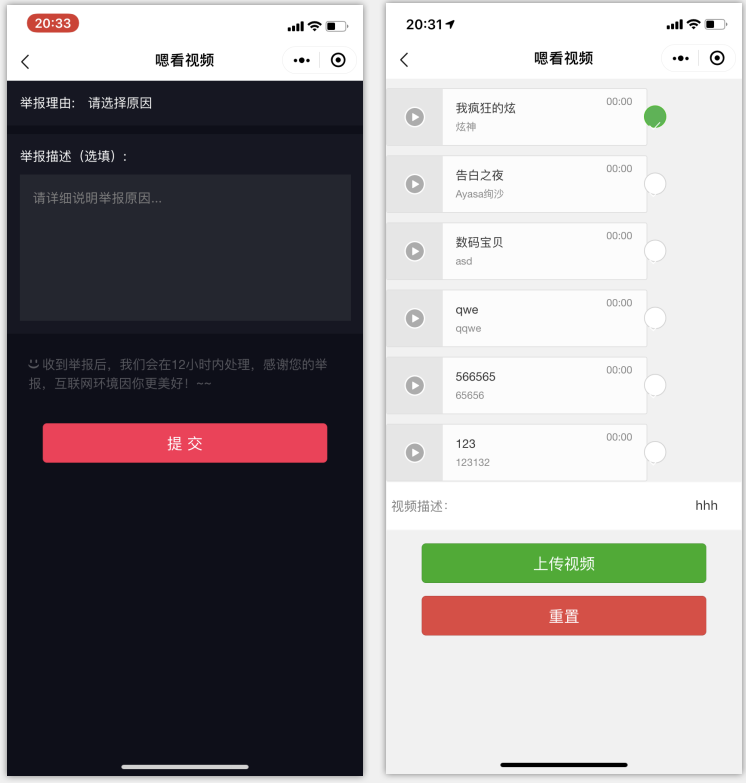 20:33
嗯看视频
举报理由: 请选择原因
举报描述（选填）:
请详细说明举报原因...
收到举报后，我们会在12小时内处理，感谢您的举
报，互联网环境因你更美好！~~
提 交
20:31
嗯看视频
我疯狂的炫 00:00
炫神
告白之夜 00:00
Ayasa绚沙
数码宝贝 00:00
asd
qwe 00:00
qqwe
566565 00:00
65656
123 00:00
123132
视频描述: hhh
上传视频
重置